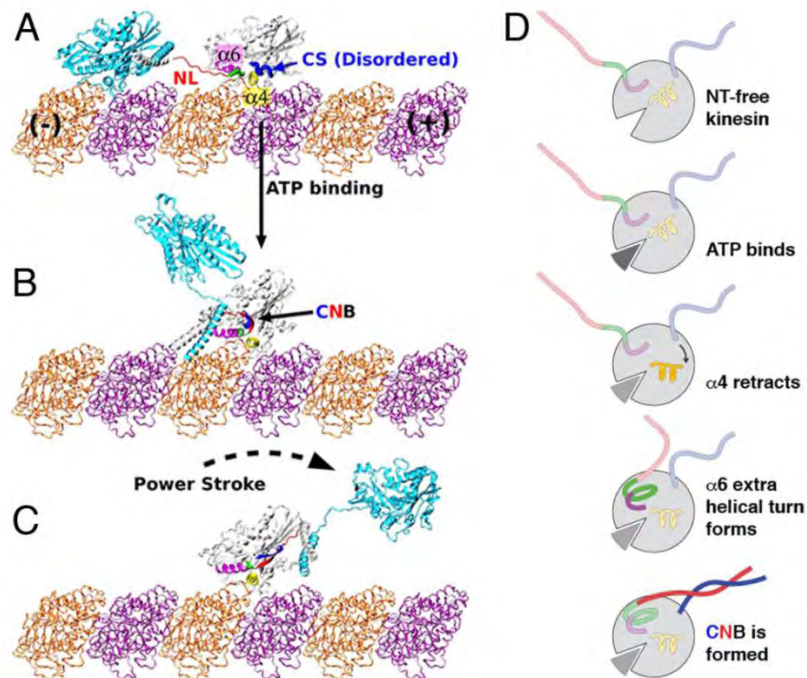 A
α6
CS (Disordered)
NL
α4
(-)
(+)
ATP binding
B
CNB
Power Stroke
C
D
NT-free
kinesin
ATP binds
α4 retracts
α6 extra
helical turn
forms
CNB is
formed